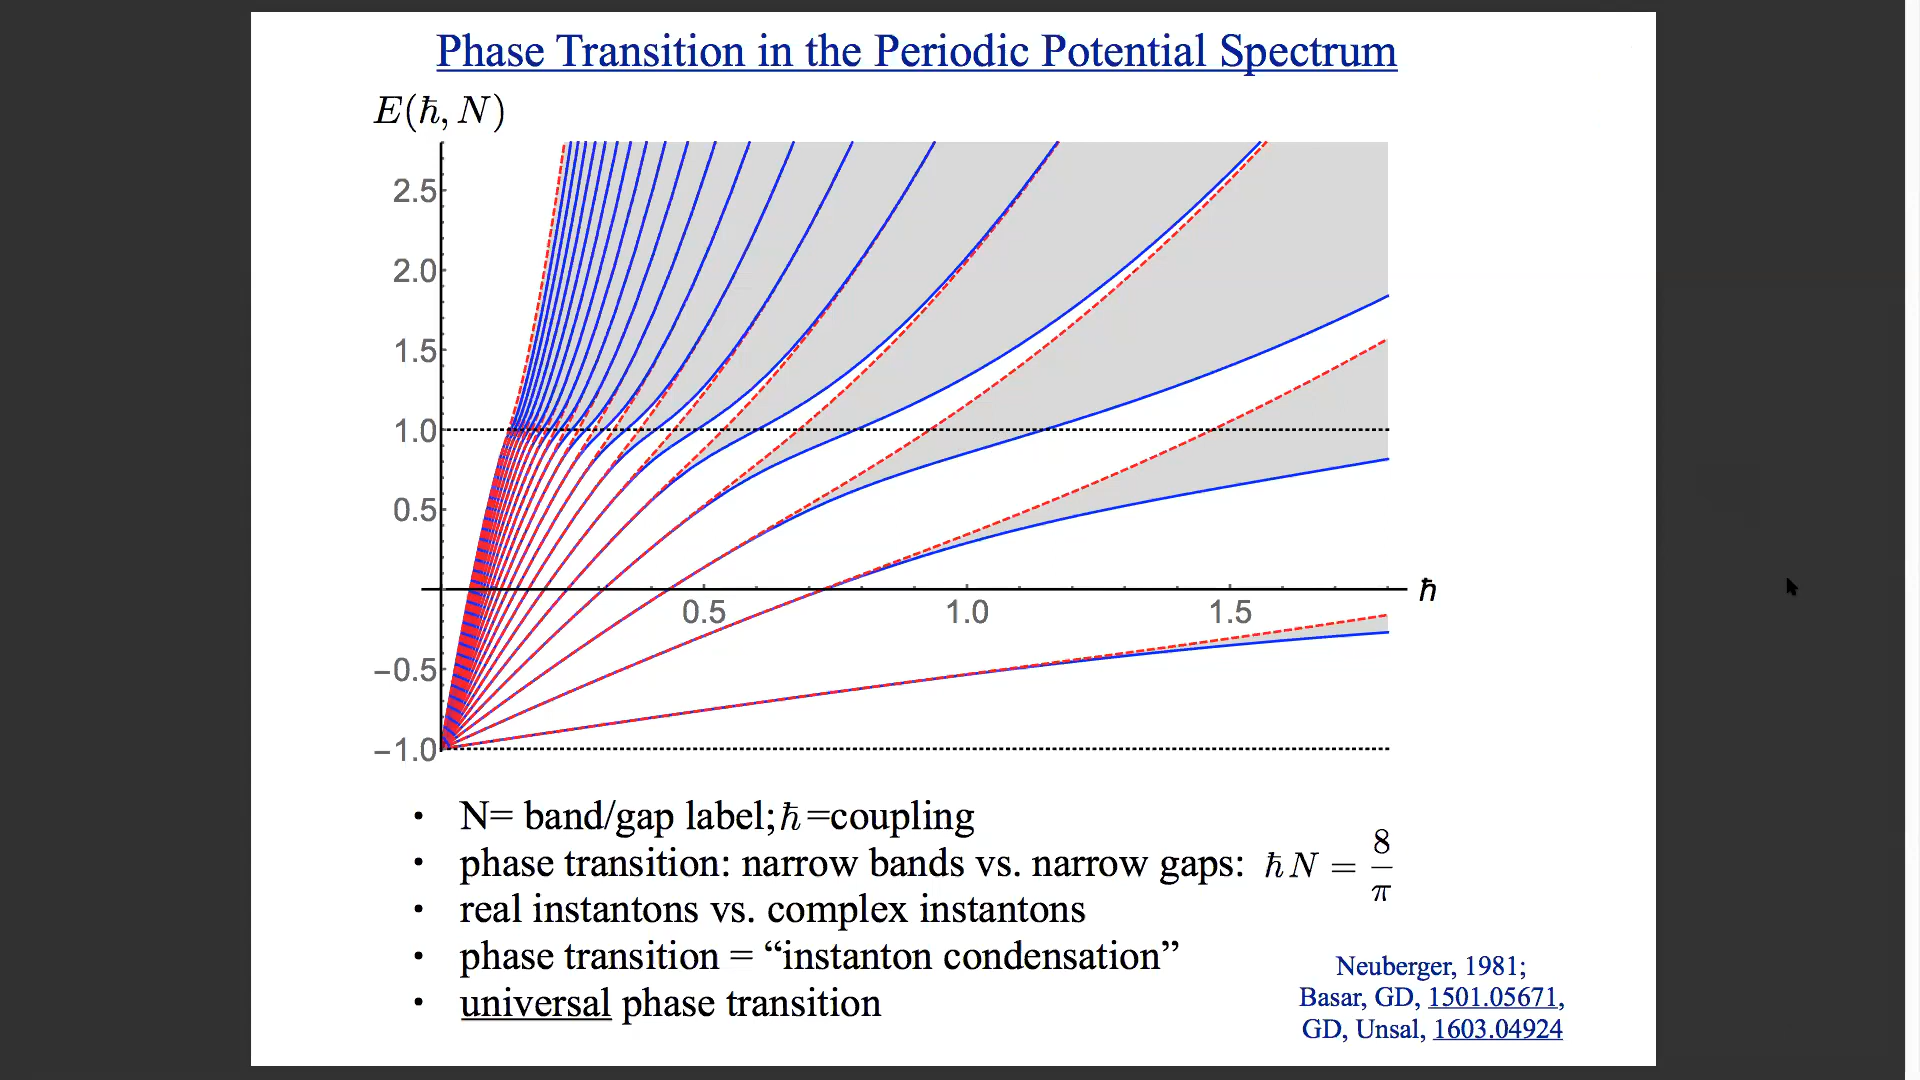 Phase Transition in the Periodic Potential Spectrum
E(ħ, N)
2.5
2.0
1.5
1.0
0.5
ħ
0.5 1.0 1.5
−0.5
−1.0
• N= band/gap label; ħ =coupling
• phase transition: narrow bands vs. narrow gaps: ħ N = 8/π
• real instantons vs. complex instantons
• phase transition = “instanton condensation”
• universal phase transition
Neuberger, 1981;
Basar, GD, 1501.05671,
GD, Unsal, 1603.04924